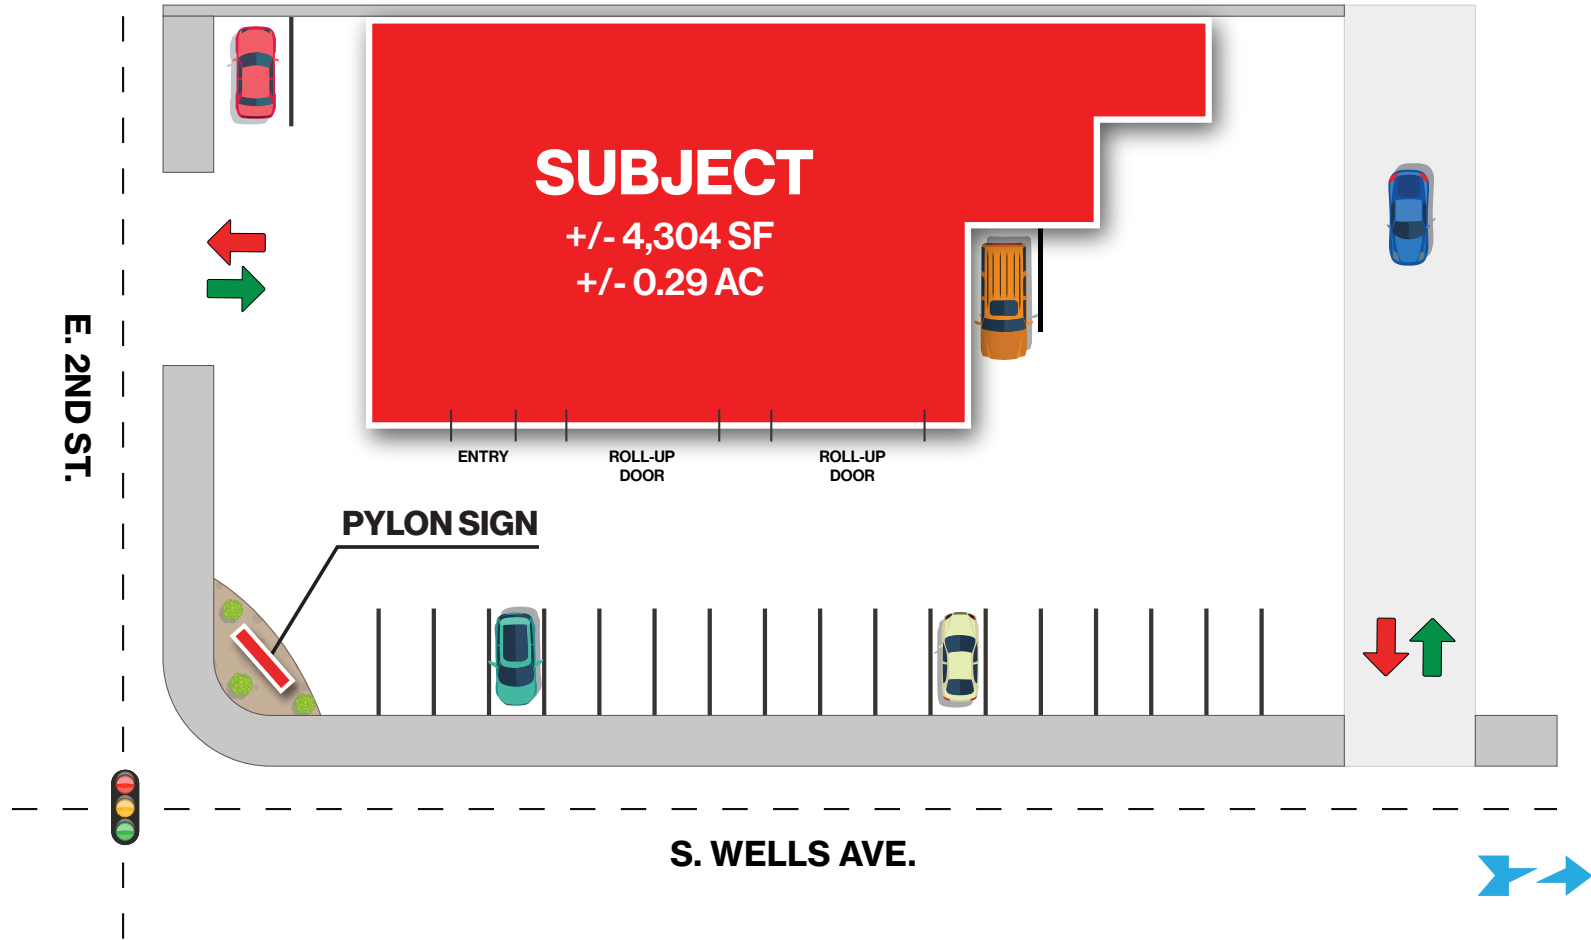 SUBJECT
+/- 4,304 SF
+/- 0.29 AC
E. 2ND ST.
ENTRY
ROLL-UP
DOOR
ROLL-UP
DOOR
PYLON SIGN
S. WELLS AVE.